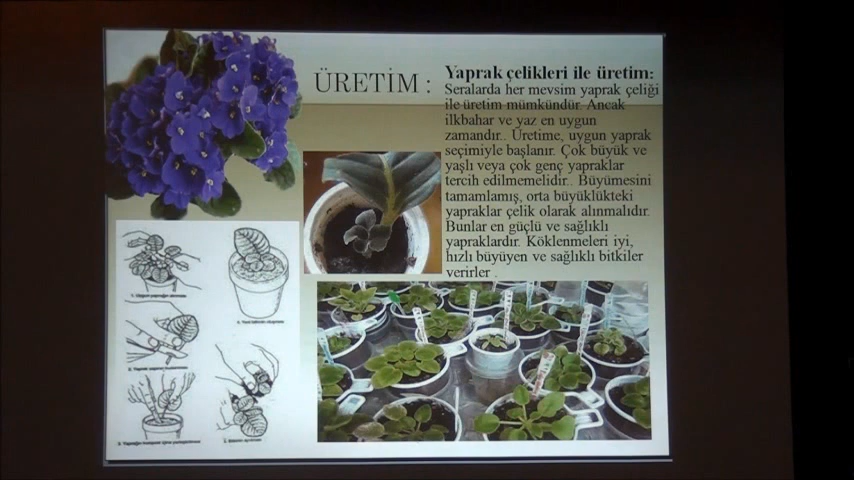 ÜRETİM :
Yaprak çelikleri ile üretim:
Seralarda her mevsim yaprak çeliği
ile üretim mümkündür. Ancak
ilkbahar ve yaz en uygun
zamandır.. Üretime, uygun yaprak
seçimiyle başlanır. Çok büyük ve
yaşlı veya çok genç yapraklar
tercih edilmemelidir.. Büyümesini
tamamlamış, orta büyüklükteki
yapraklar çelik olarak alınmalıdır.
Bunlar en güçlü ve sağlıklı
yapraklardır. Köklenmeleri iyi,
hızlı büyüyen ve sağlıklı bitkiler
verirler .